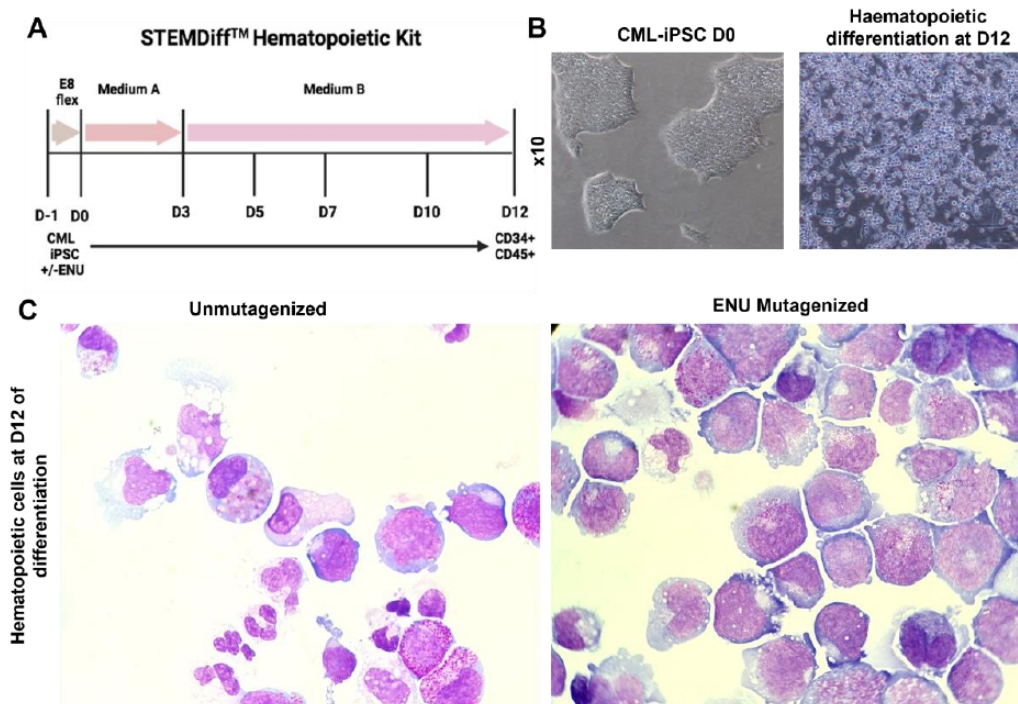 A
STEMDiff™ Hematopoietic Kit
E8
flex
Medium A
Medium B
D-1
D0
D3
D5
D7
D10
D12
CML
iPSC
+/-ENU
CD34+
CD45+
B
CML-iPSC D0
Haematopoietic
differentiation at D12
x10
C
Unmutagenized
ENU Mutagenized
Hematopoietic cells at D12 of
differentiation